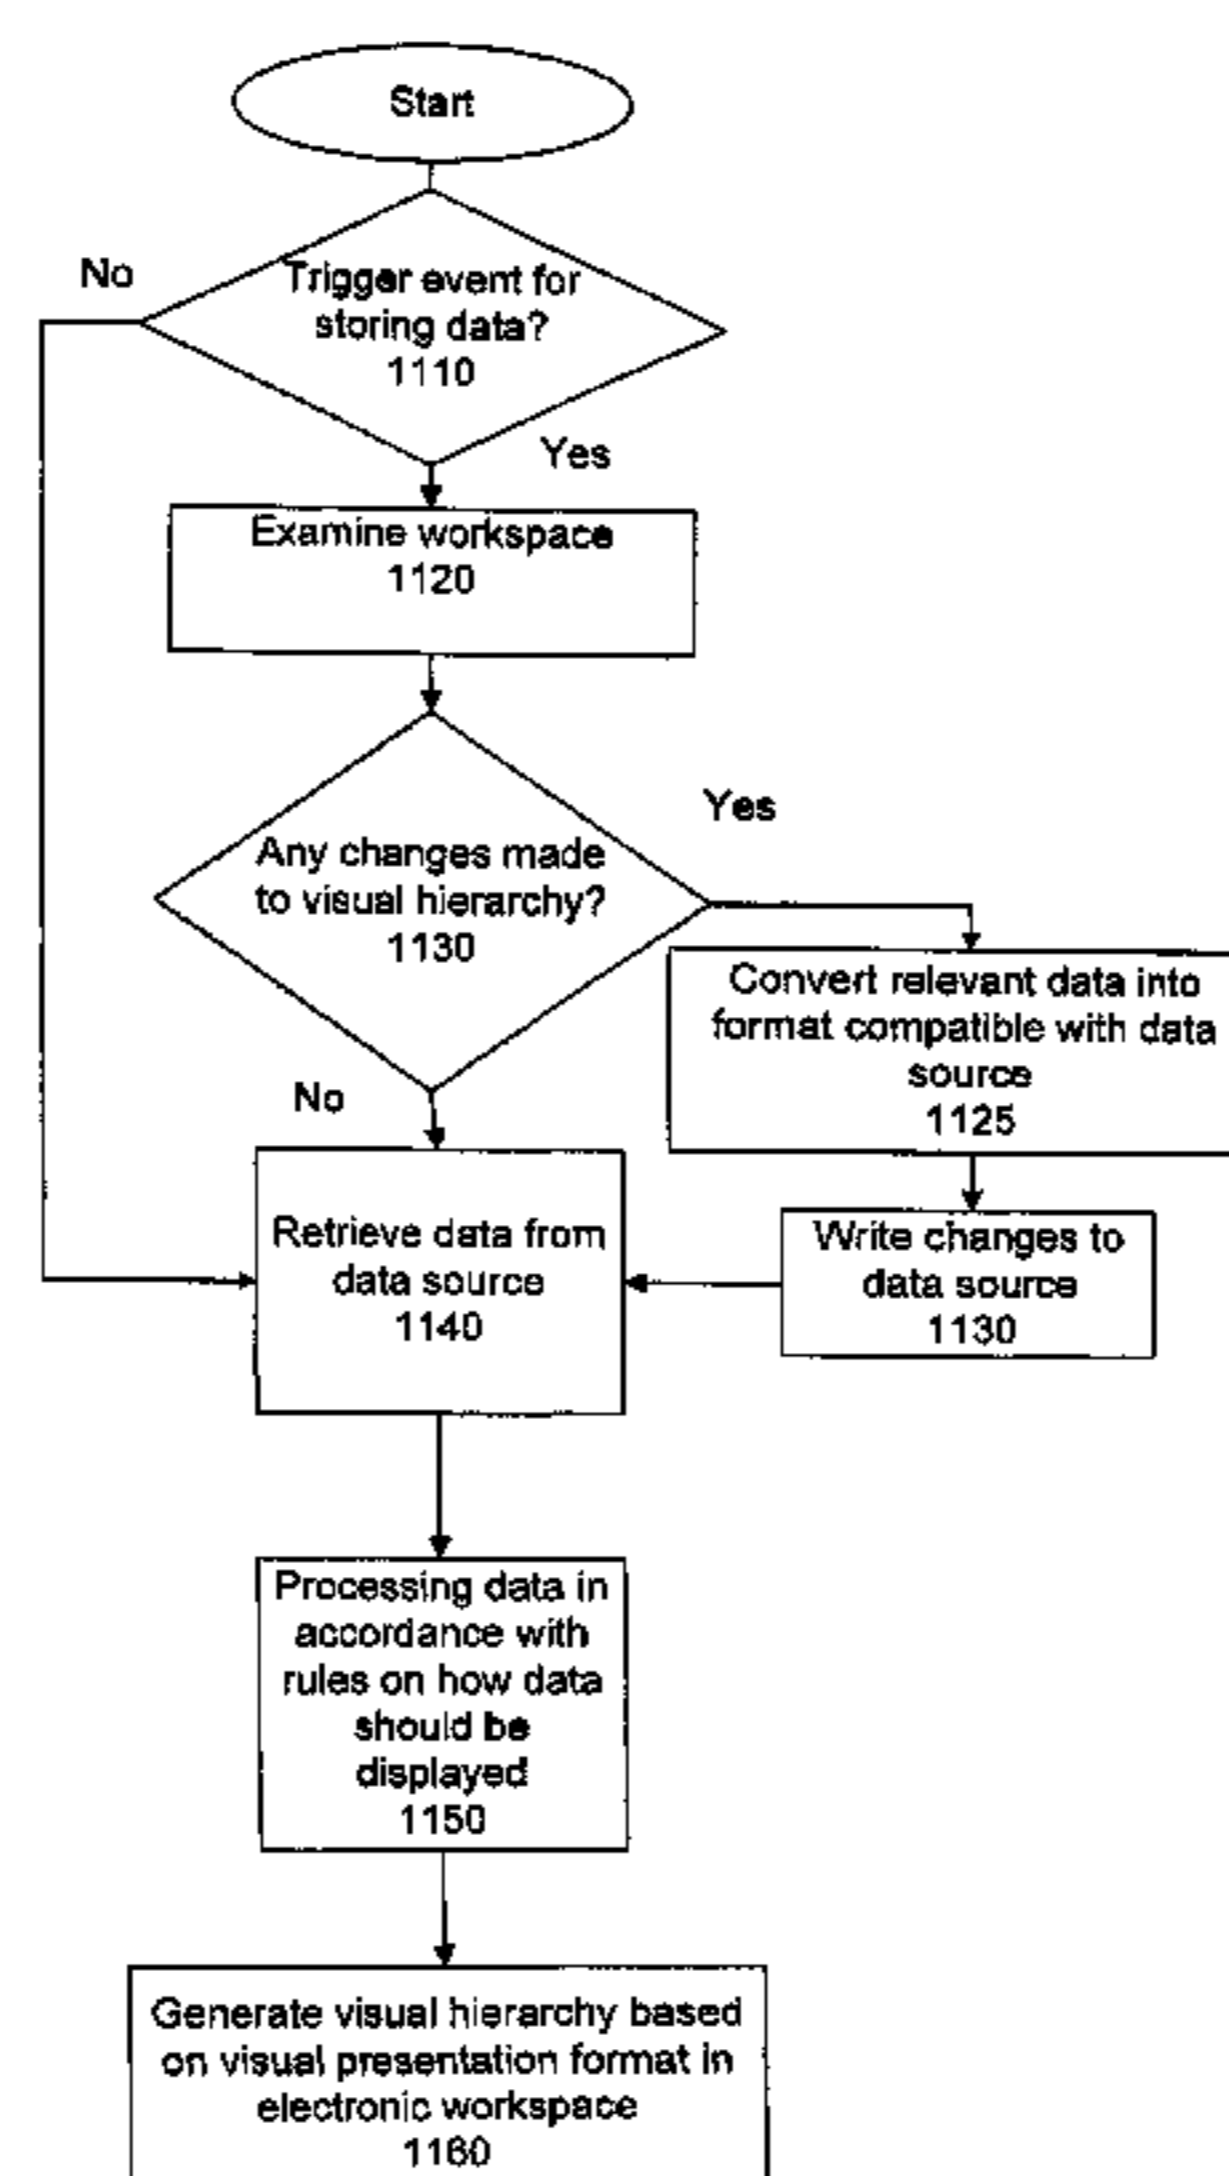 Start
No
Trigger event for
storing data?
1110
Yes
Examine workspace
1120
Yes
Any changes made
to visual hierarchy?
1130
Convert relevant data into
format compatible with data
source
1125
No
Retrieve data from
data source
1140
Write changes to
data source
1130
Processing data in
accordance with
rules on how data
should be
displayed
1150
Generate visual hierarchy based
on visual presentation format in
electronic workspace
1160